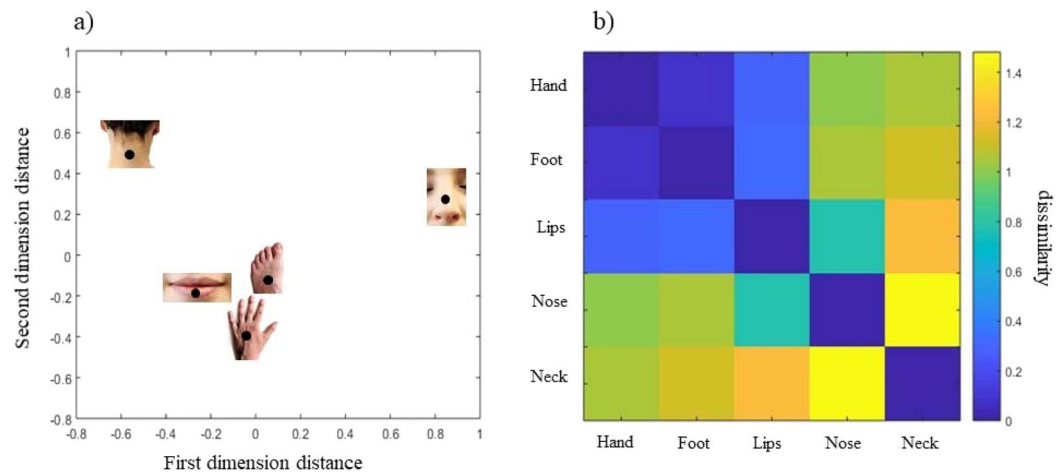 a)
1
0.8
0.6
0.4
0.2
0
-0.2
-0.4
-0.6
-0.8
-0.8 -0.6 -0.4 -0.2 0 0.2 0.4 0.6 0.8 1
Second dimension distance
First dimension distance
b)
Hand
Foot
Lips
Nose
Neck
Hand Foot Lips Nose Neck
1.4
1.2
1
0.8
0.6
0.4
0.2
0
dissimilarity